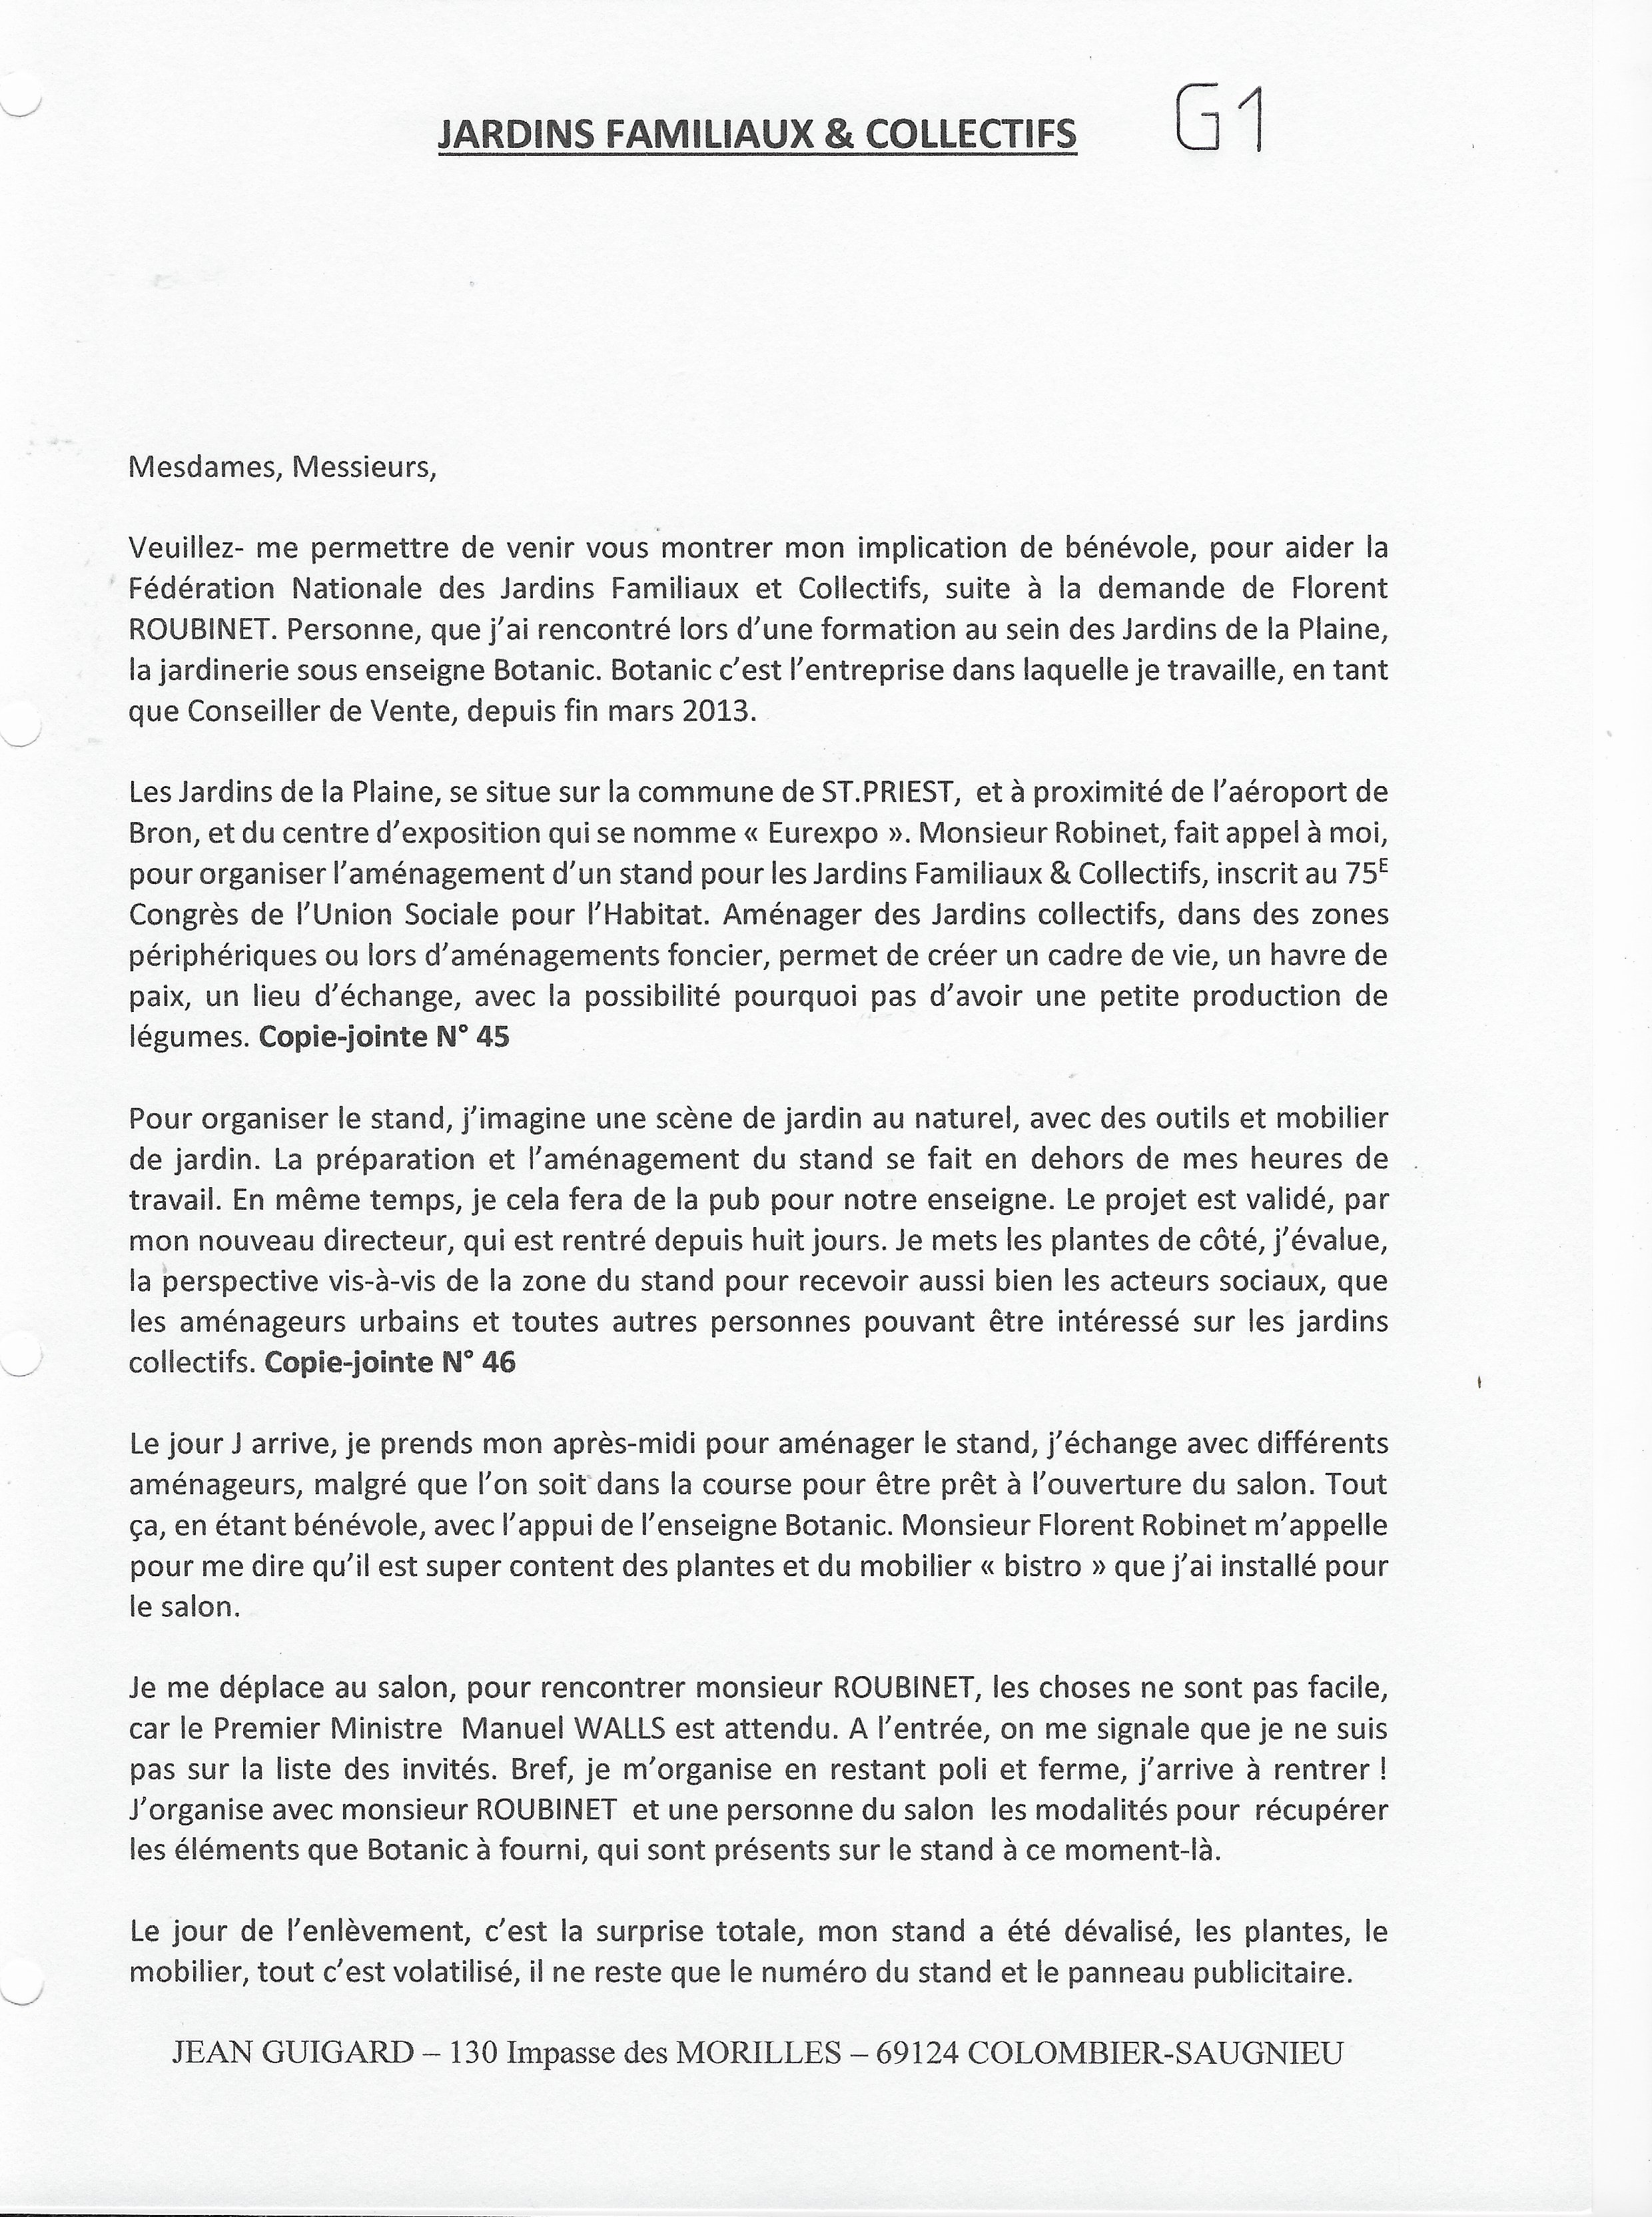 JARDINS FAMILIAUX & COLLECTIFS G1
Mesdames, Messieurs,
Veuillez- me permettre de venir vous montrer mon implication de bénévole, pour aider la
Fédération Nationale des Jardins Familiaux et Collectifs, suite à la demande de Florent
ROUBINET. Personne, que j'ai rencontré lors d'une formation au sein des Jardins de la Plaine,
la jardinerie sous enseigne Botanic. Botanic c'est l'entreprise dans laquelle je travaille, en tant
que Conseiller de Vente, depuis fin mars 2013.
Les Jardins de la Plaine, se situe sur la commune de ST.PRIEST, et à proximité de l'aéroport de
Bron, et du centre d'exposition qui se nomme « Eurexpo ». Monsieur Robinet, fait appel à moi,
pour organiser l'aménagement d'un stand pour les Jardins Familiaux & Collectifs, inscrit au 75E
Congrès de l'Union Sociale pour l'Habitat. Aménager des Jardins collectifs, dans des zones
périphériques ou lors d'aménagements foncier, permet de créer un cadre de vie, un havre de
paix, un lieu d'échange, avec la possibilité pourquoi pas d'avoir une petite production de
légumes. Copie-jointe N° 45
Pour organiser le stand, j'imagine une scène de jardin au naturel, avec des outils et mobilier
de jardin. La préparation et l'aménagement du stand se fait en dehors de mes heures de
travail. En même temps, je cela fera de la pub pour notre enseigne. Le projet est validé, par
mon nouveau directeur, qui est rentré depuis huit jours. Je mets les plantes de côté, j'évalue,
la perspective vis-à-vis de la zone du stand pour recevoir aussi bien les acteurs sociaux, que
les aménageurs urbains et toutes autres personnes pouvant être intéressé sur les jardins
collectifs. Copie-jointe N° 46
Le jour J arrive, je prends mon après-midi pour aménager le stand, j'échange avec différents
aménageurs, malgré que l'on soit dans la course pour être prêt à l'ouverture du salon. Tout
ça, en étant bénévole, avec l'appui de l'enseigne Botanic. Monsieur Florent Robinet m'appelle
pour me dire qu'il est super content des plantes et du mobilier « bistro » que j'ai installé pour
le salon.
Je me déplace au salon, pour rencontrer monsieur ROUBINET, les choses ne sont pas facile,
car le Premier Ministre Manuel WALLS est attendu. A l'entrée, on me signale que je ne suis
pas sur la liste des invités. Bref, je m'organise en restant poli et ferme, j'arrive à rentrer !
J'organise avec monsieur ROUBINET et une personne du salon les modalités pour récupérer
les éléments que Botanic à fourni, qui sont présents sur le stand à ce moment-là.
Le jour de l'enlèvement, c'est la surprise totale, mon stand a été dévalisé, les plantes, le
mobilier, tout c'est volatilisé, il ne reste que le numéro du stand et le panneau publicitaire.
JEAN GUIGARD – 130 Impasse des MORILLES – 69124 COLOMBIER-SAUGNIEU